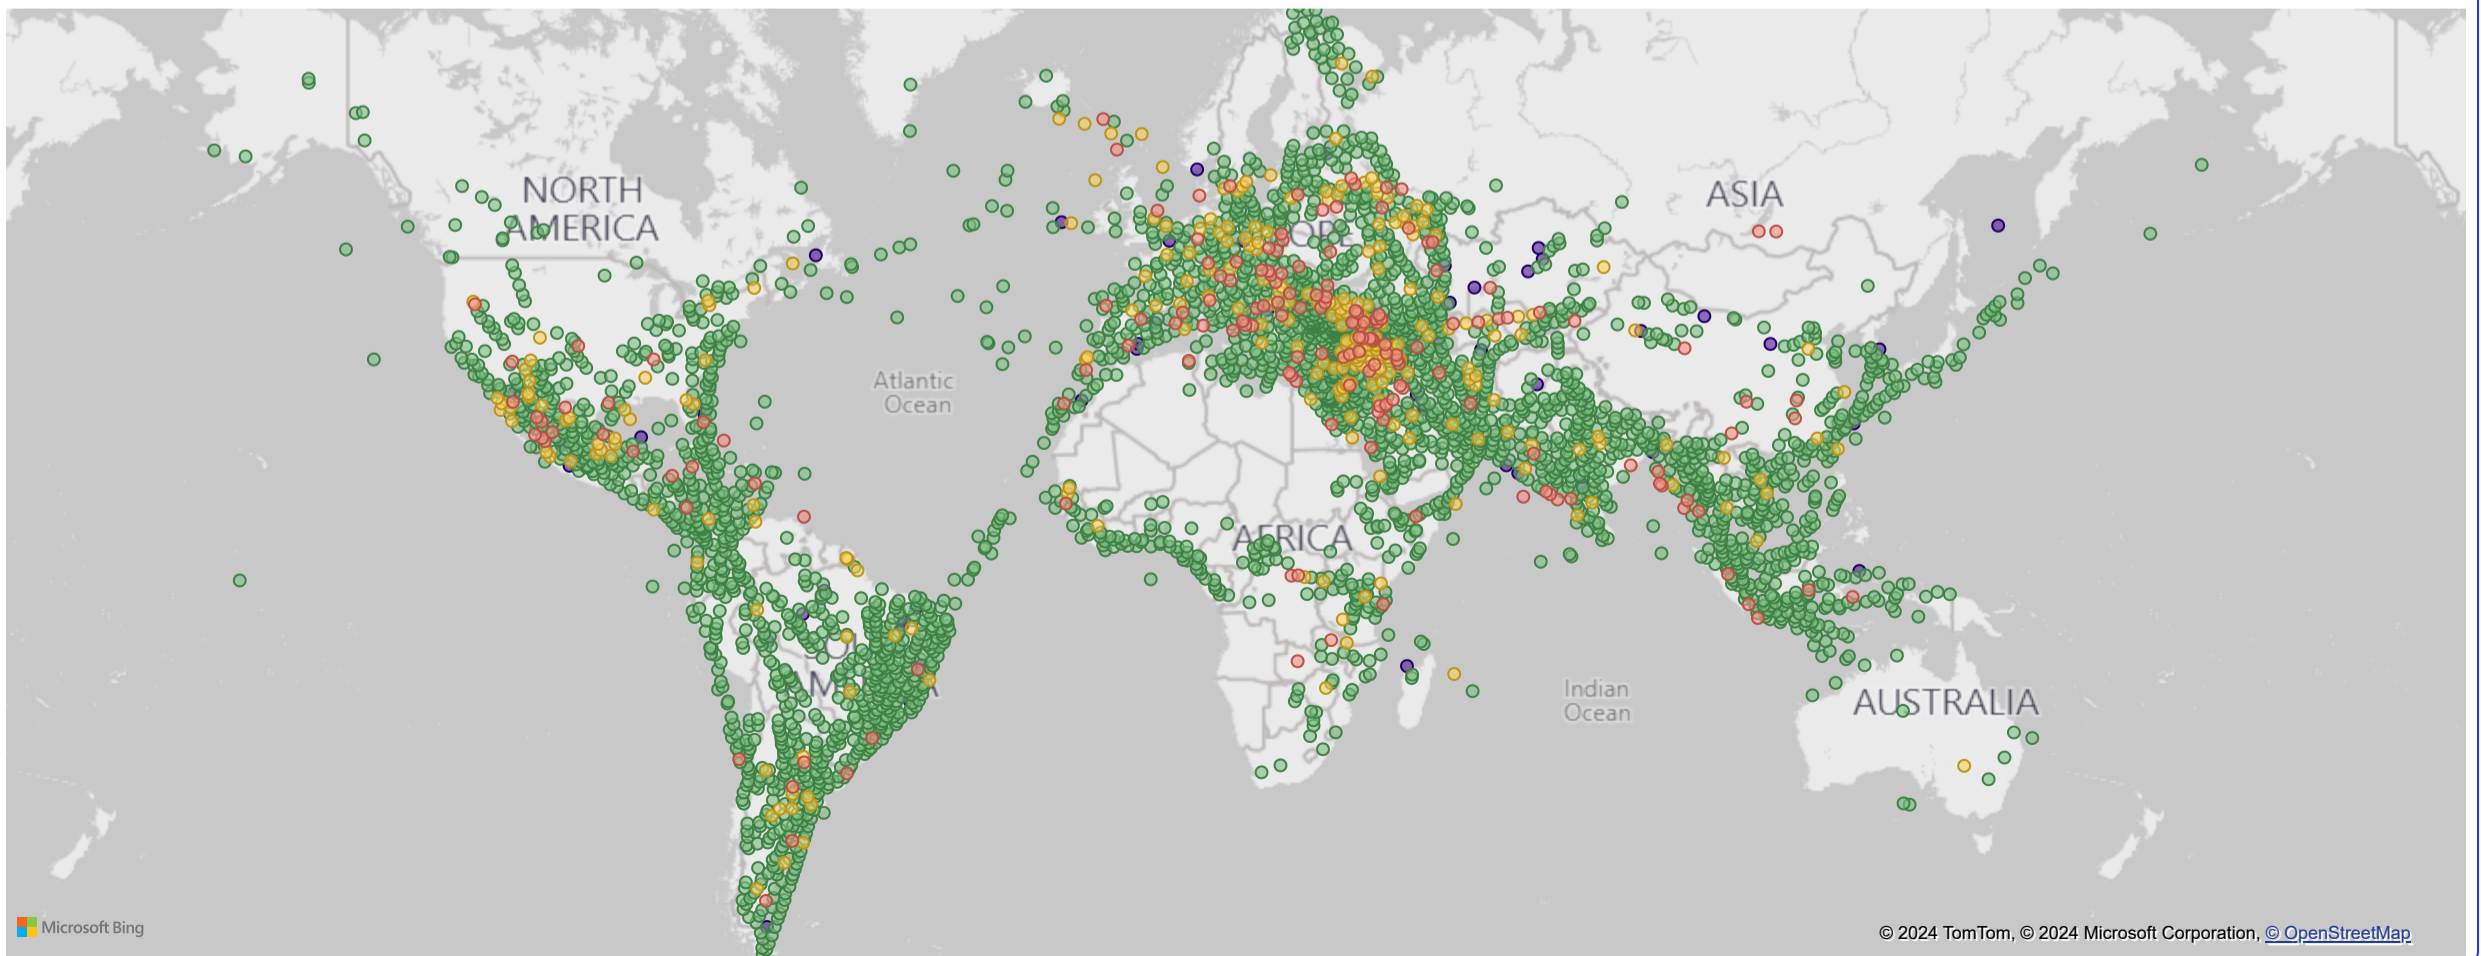 NORTH
AMERICA
ASIA
Atlantic
Ocean
AFRICA
Indian
Ocean
AUSTRALIA
Microsoft Bing
© 2024 TomTom, © 2024 Microsoft Corporation, © OpenStreetMap